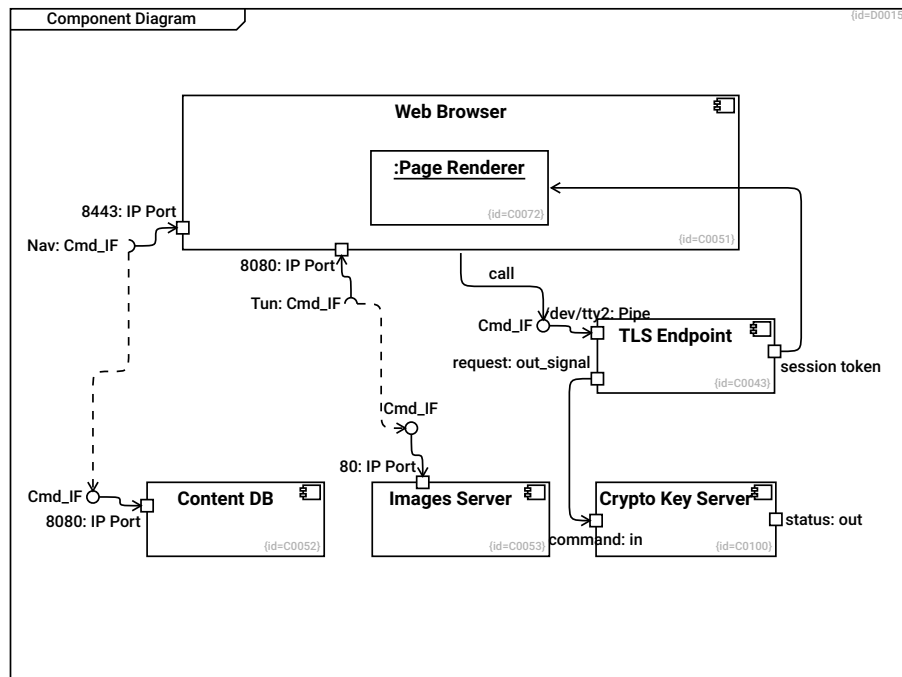 Component Diagram
{id=D0015
Web Browser
:Page Renderer
{id=C0072}
{id=C0051}
8443: IP Port
Nav: Cmd_IF
8080: IP Port
Tun: Cmd_IF
call
/dev/tty2: Pipe
Cmd_IF
TLS Endpoint
request: out_signal
{id=C0043}
session token
Cmd_IF
80: IP Port
Cmd_IF
8080: IP Port
Content DB
{id=C0052}
Images Server
{id=C0053}
Crypto Key Server
command: in
{id=C0100}
status: out